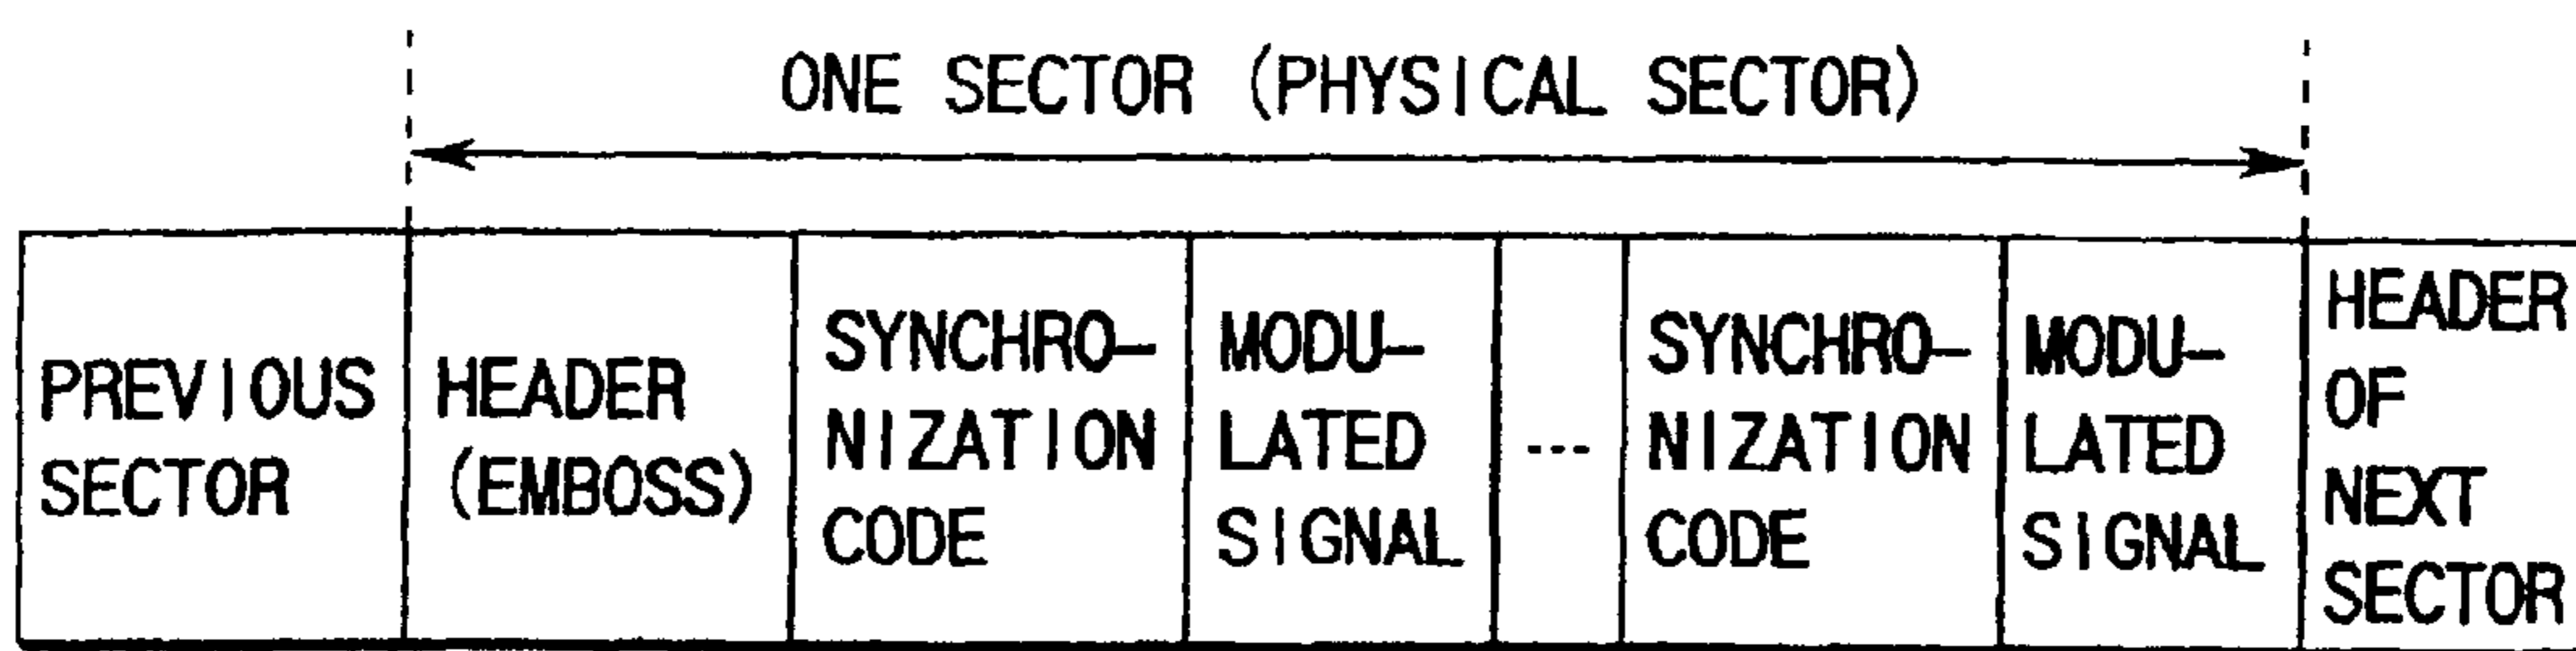 ONE SECTOR (PHYSICAL SECTOR)
PREVIOUS
SECTOR
HEADER
(EMBOSS)
SYNCHRO–
NIZATION
CODE
MODU–
LATED
SIGNAL
---
SYNCHRO–
NIZATION
CODE
MODU–
LATED
SIGNAL
HEADER
OF
NEXT
SECTOR